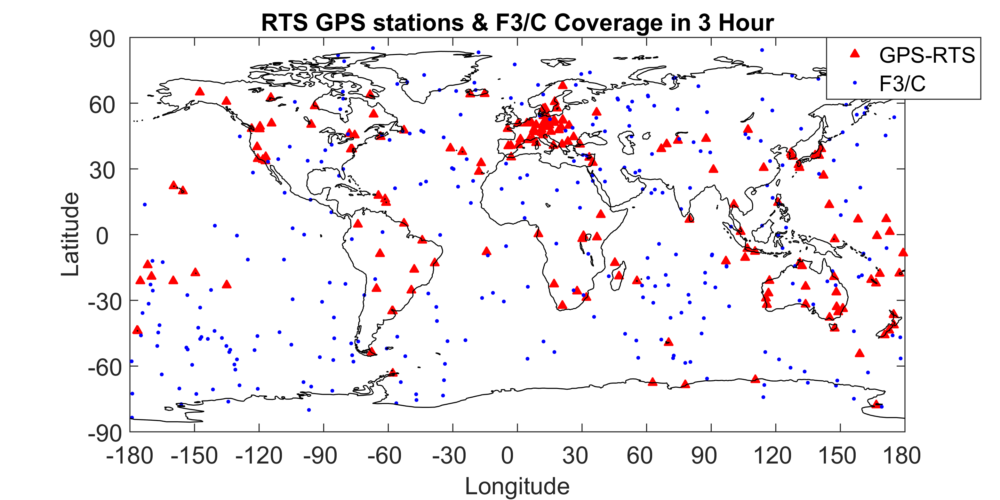 RTS GPS stations & F3/C Coverage in 3 Hour
GPS-RTS
F3/C
90
60
30
0
-30
-60
-90
Latitude
-180 -150 -120 -90 -60 -30 0 30 60 90 120 150 180
Longitude